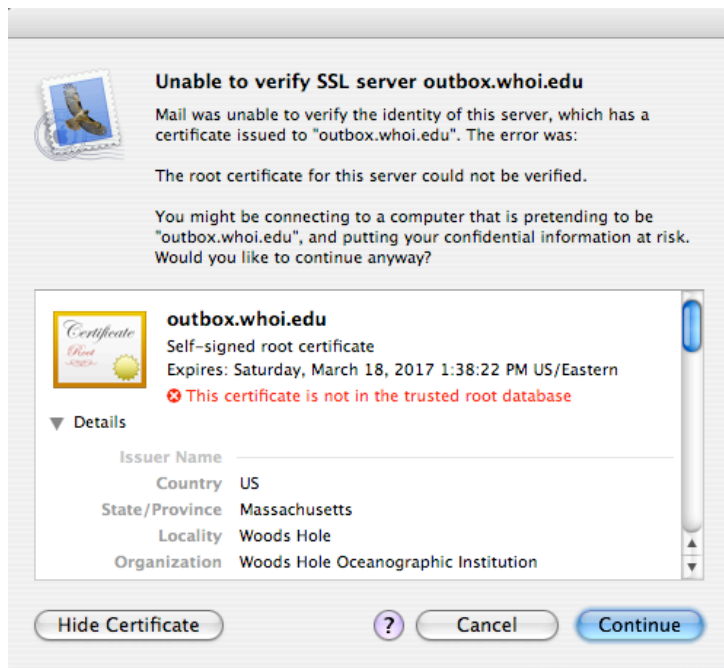 Unable to verify SSL server outbox.whoi.edu
Mail was unable to verify the identity of this server, which has a
certificate issued to "outbox.whoi.edu". The error was:
The root certificate for this server could not be verified.
You might be connecting to a computer that is pretending to be
"outbox.whoi.edu", and putting your confidential information at risk.
Would you like to continue anyway?
Certificate
Root
outbox.whoi.edu
Self-signed root certificate
Expires: Saturday, March 18, 2017 1:38:22 PM US/Eastern
This certificate is not in the trusted root database
Details
Issuer Name
Country US
State/Province Massachusetts
Locality Woods Hole
Organization Woods Hole Oceanographic Institution
Hide Certificate ? Cancel Continue